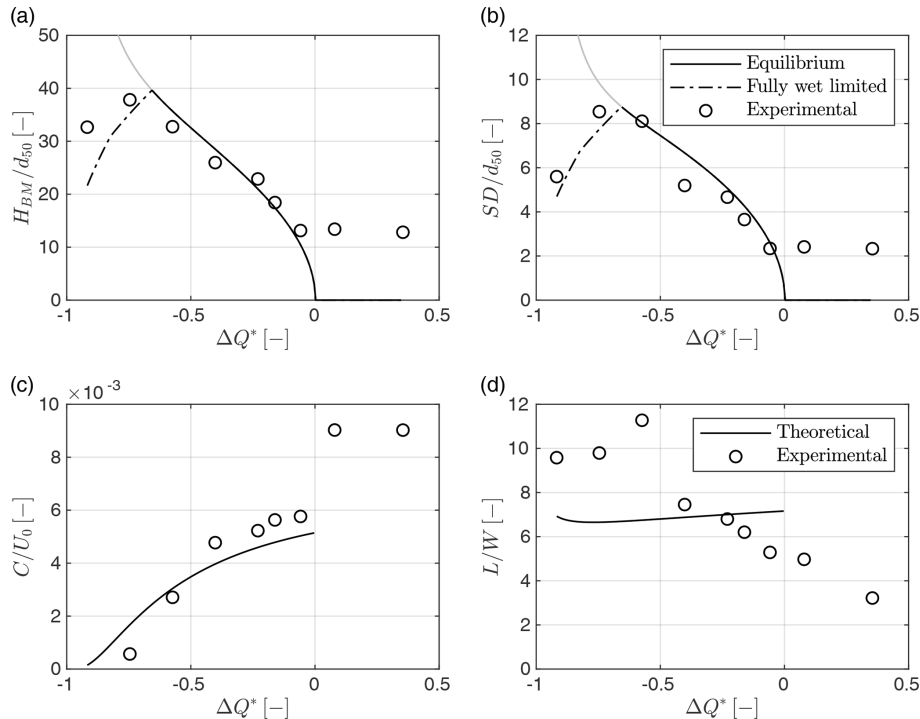 (a)
50
40
30
20
10
0
H_BM/d_50 [−]
-1 -0.5 0 0.5
ΔQ* [−]
(b)
12
10
8
6
4
2
0
SD/d_50 [−]
Equilibrium
Fully wet limited
Experimental
-1 -0.5 0 0.5
ΔQ* [−]
(c)
×10 -3
10
8
6
4
2
0
C/U_0 [−]
-1 -0.5 0 0.5
ΔQ* [−]
(d)
12
10
8
6
4
2
0
L/W [−]
Theoretical
Experimental
-1 -0.5 0 0.5
ΔQ* [−]